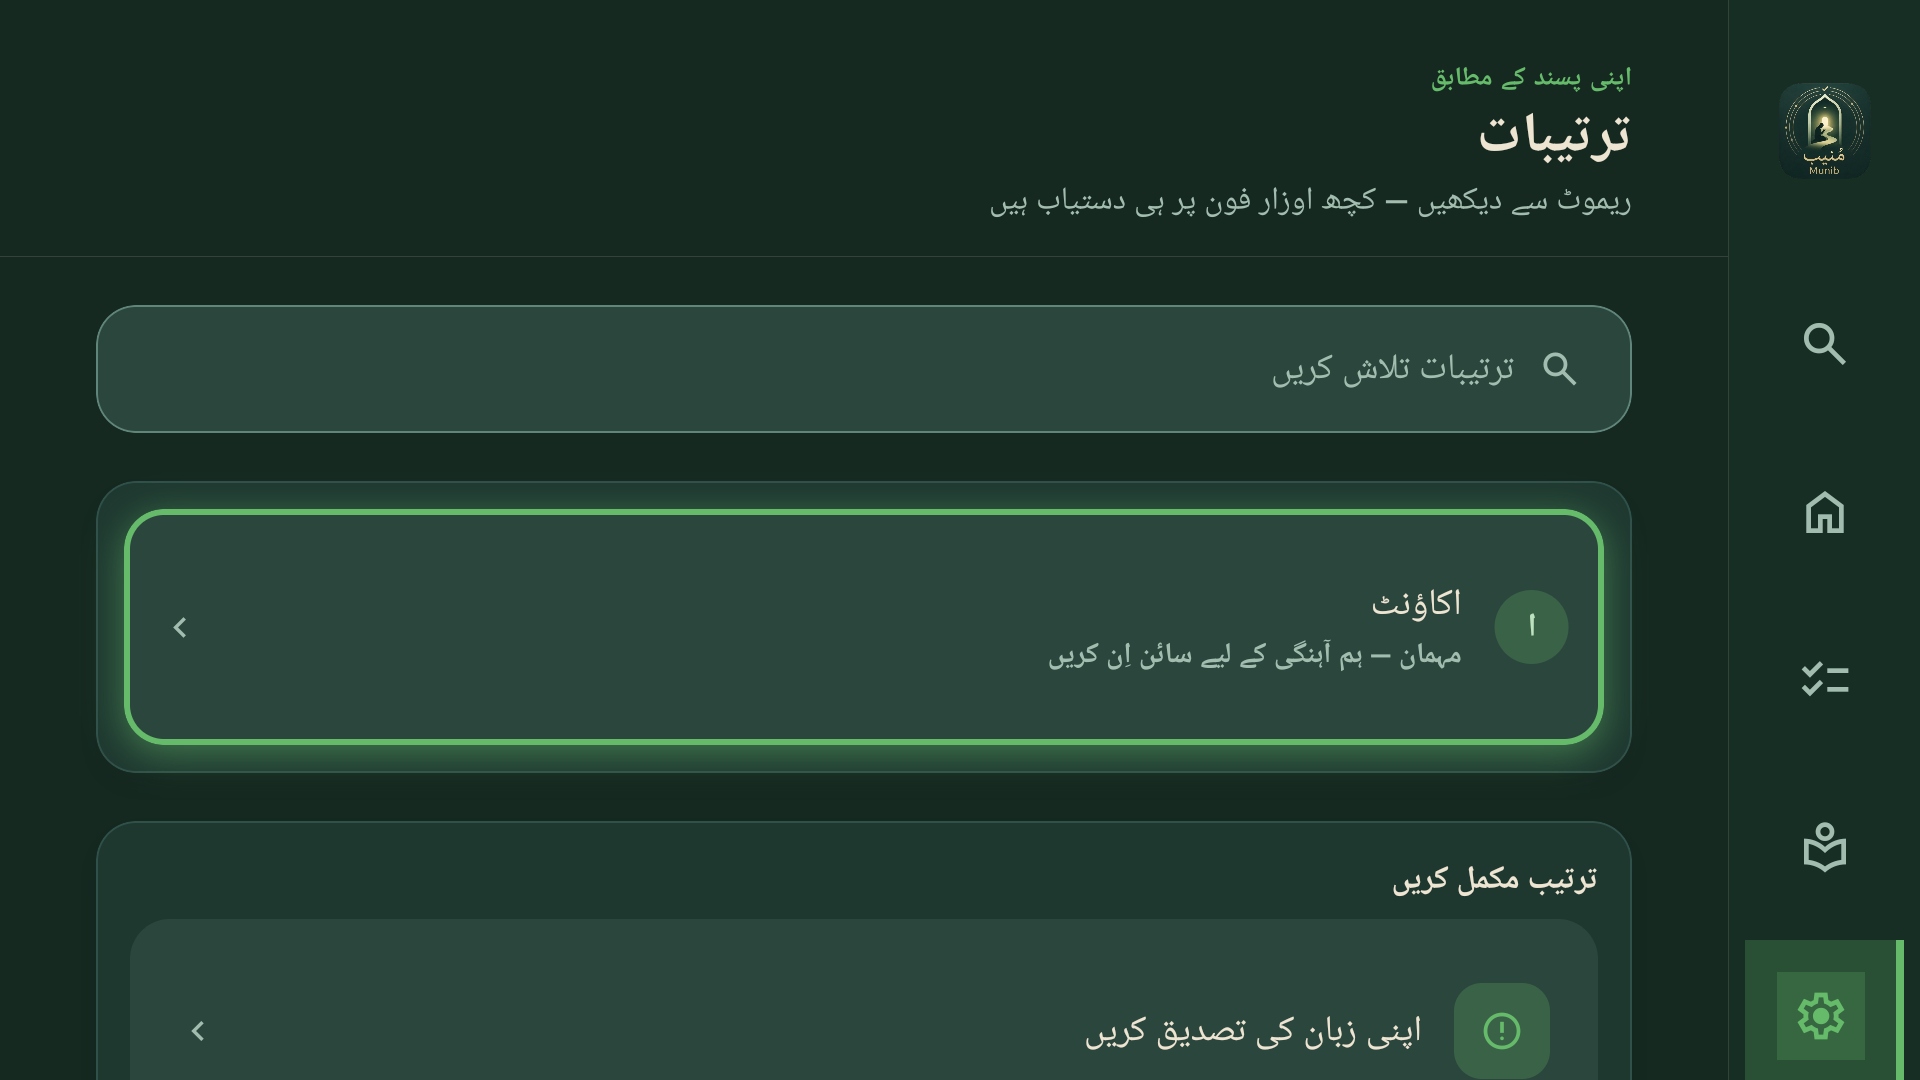 اپنی پسند کے مطابق
ترتیبات
ریموٹ سے دیکھیں — کچھ اوزار فون پر ہی دستیاب ہیں
مُنیب
Munib
ترتیبات تلاش کریں
ا
اکاؤنٹ
مہمان — ہم آہنگی کے لیے سائن اِن کریں
ترتیب مکمل کریں
اپنی زبان کی تصدیق کریں